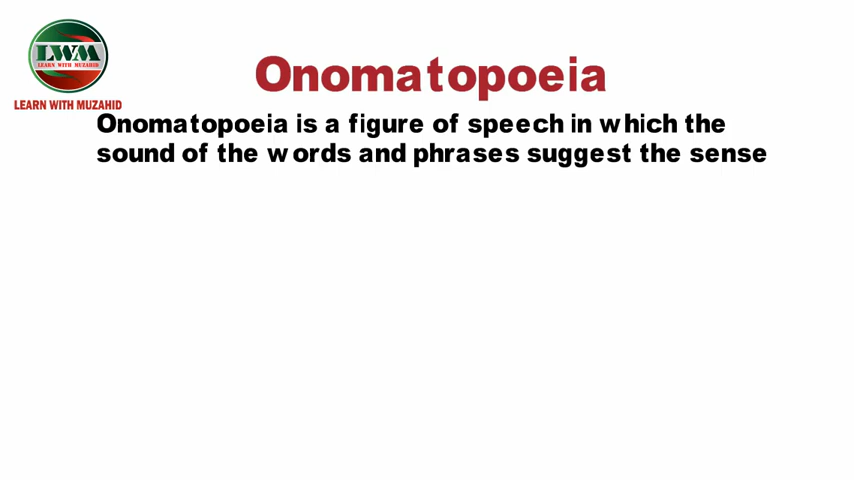 LWM
LEARN WITH MUZAHID
LEARN WITH MUZAHID
Onomatopoeia
Onomatopoeia is a figure of speech in which the
sound of the words and phrases suggest the sense